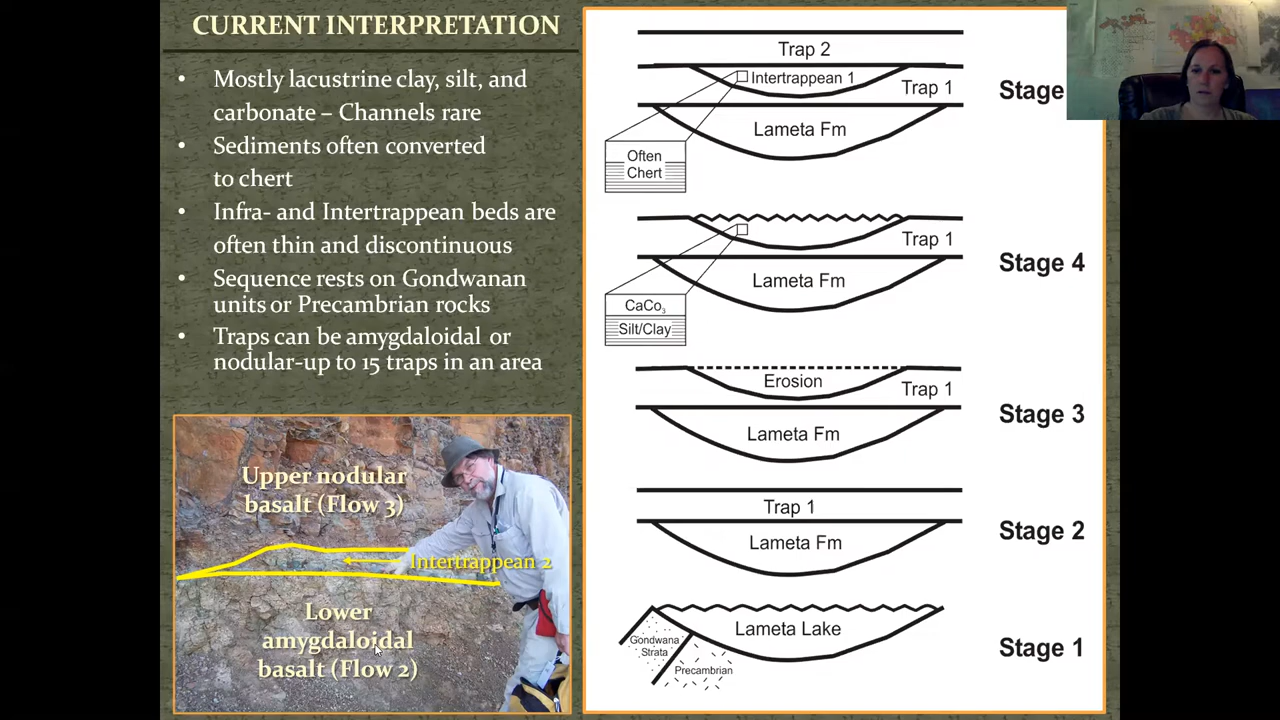 CURRENT INTERPRETATION
• Mostly lacustrine clay, silt, and
carbonate – Channels rare
• Sediments often converted
to chert
• Infra- and Intertrappean beds are
often thin and discontinuous
• Sequence rests on Gondwanan
units or Precambrian rocks
• Traps can be amygdaloidal or
nodular-up to 15 traps in an area
Upper nodular
basalt (Flow 3)
Intertrappean 2
Lower
amygdaloidal
basalt (Flow 2)
Trap 2
Intertrappean 1
Trap 1
Lameta Fm
Often
Chert
Stage
Trap 1
Lameta Fm
CaCo₃
Silt/Clay
Stage 4
Erosion
Trap 1
Lameta Fm
Stage 3
Trap 1
Lameta Fm
Stage 2
Lameta Lake
Gondwana
Strata
Precambrian
Stage 1